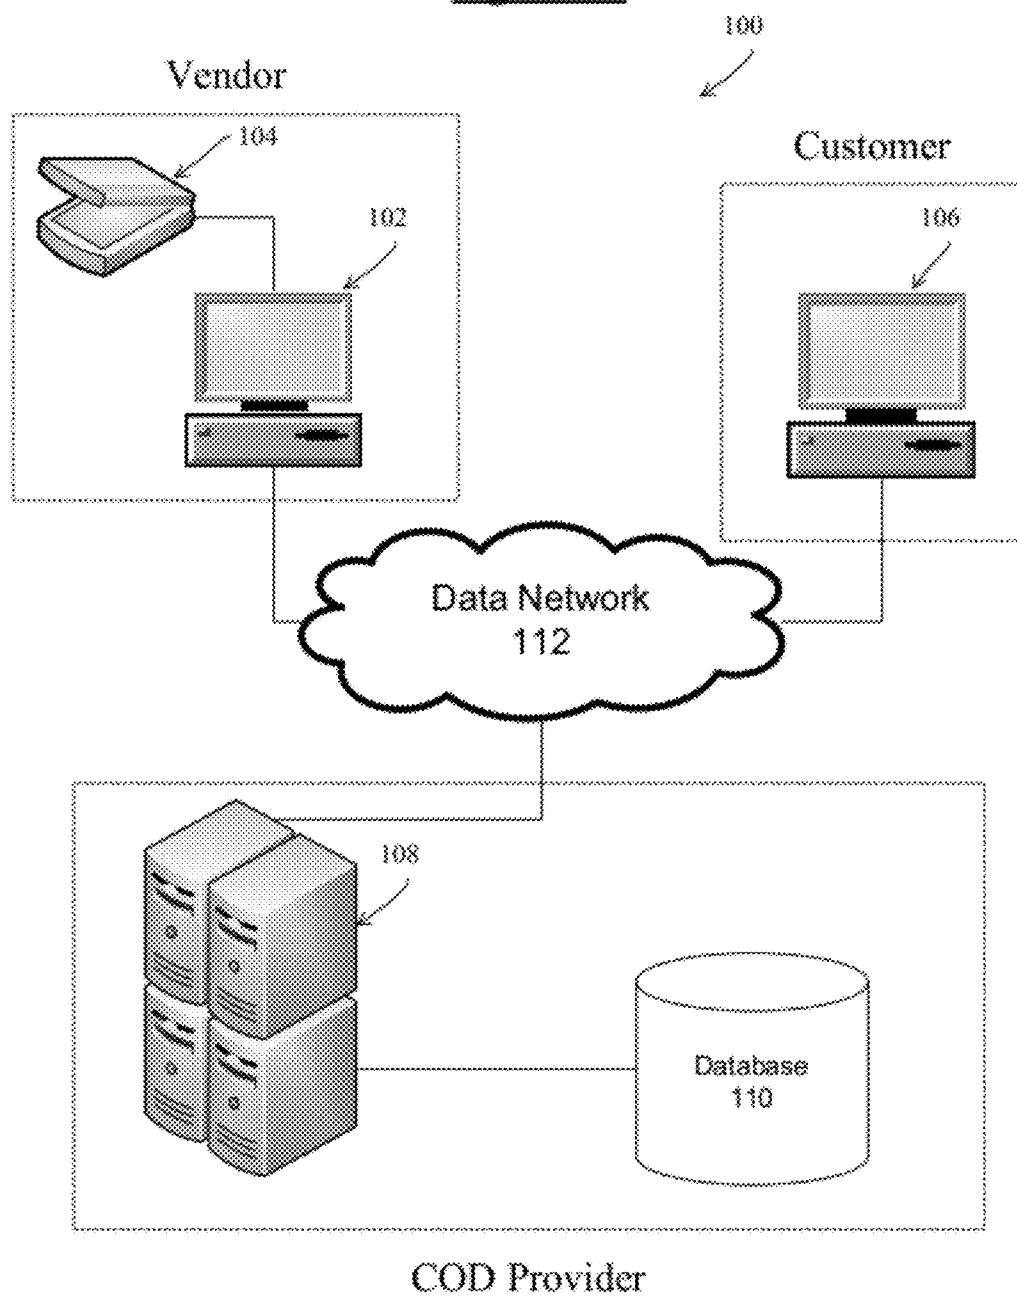 100
Vendor
104
Customer
102
106
Data Network
112
108
Database
110
COD Provider